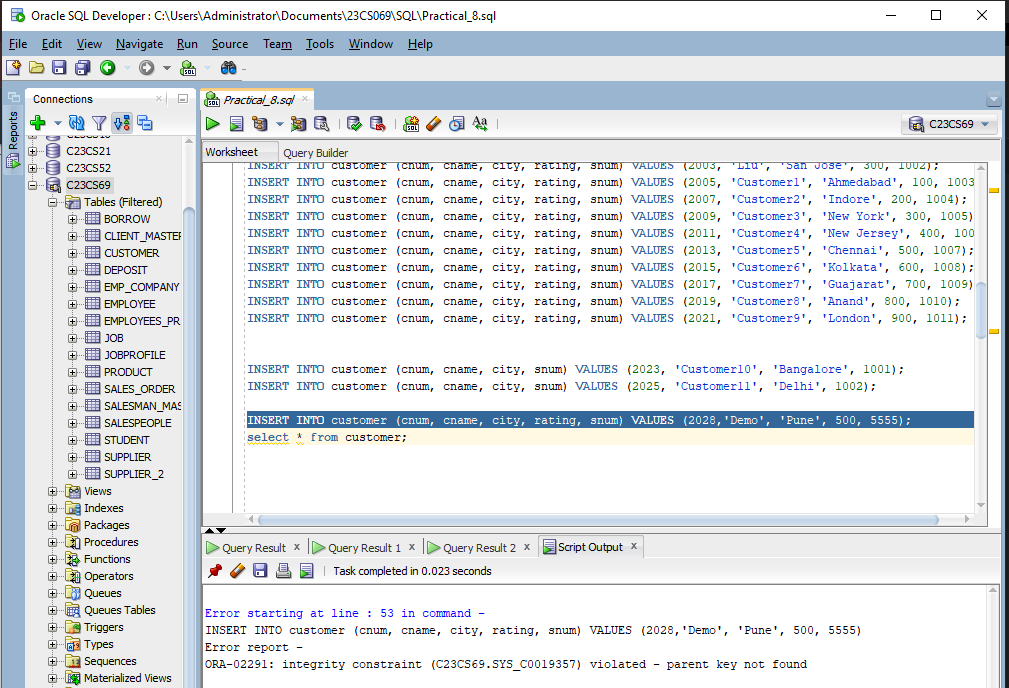 Oracle SQL Developer : C:\Users\Administrator\Documents\23CS069\SQL\Practical_8.sql
File Edit View Navigate Run Source Team Tools Window Help
Reports
Connections
C23CS21
C23CS52
C23CS69
Tables (Filtered)
BORROW
CLIENT_MASTER
CUSTOMER
DEPOSIT
EMP_COMPANY
EMPLOYEE
EMPLOYEES_PR
JOB
JOBPROFILE
PRODUCT
SALES_ORDER
SALESMAN_MAS
SALESPEOPLE
STUDENT
SUPPLIER
SUPPLIER_2
Views
Indexes
Packages
Procedures
Functions
Operators
Queues
Queues Tables
Triggers
Types
Sequences
Materialized Views
Practical_8.sql
C23CS69
Worksheet Query Builder
INSERT INTO customer (cnum, cname, city, rating, snum) VALUES (2003, 'Liu', 'San Jose', 300, 1002);
INSERT INTO customer (cnum, cname, city, rating, snum) VALUES (2005, 'Customer1', 'Ahmedabad', 100, 1003
INSERT INTO customer (cnum, cname, city, rating, snum) VALUES (2007, 'Customer2', 'Indore', 200, 1004);
INSERT INTO customer (cnum, cname, city, rating, snum) VALUES (2009, 'Customer3', 'New York', 300, 1005)
INSERT INTO customer (cnum, cname, city, rating, snum) VALUES (2011, 'Customer4', 'New Jersey', 400, 100
INSERT INTO customer (cnum, cname, city, rating, snum) VALUES (2013, 'Customer5', 'Chennai', 500, 1007);
INSERT INTO customer (cnum, cname, city, rating, snum) VALUES (2015, 'Customer6', 'Kolkata', 600, 1008);
INSERT INTO customer (cnum, cname, city, rating, snum) VALUES (2017, 'Customer7', 'Guajarat', 700, 1009)
INSERT INTO customer (cnum, cname, city, rating, snum) VALUES (2019, 'Customer8', 'Anand', 800, 1010);
INSERT INTO customer (cnum, cname, city, rating, snum) VALUES (2021, 'Customer9', 'London', 900, 1011);
INSERT INTO customer (cnum, cname, city, snum) VALUES (2023, 'Customer10', 'Bangalore', 1001);
INSERT INTO customer (cnum, cname, city, snum) VALUES (2025, 'Customer11', 'Delhi', 1002);
INSERT INTO customer (cnum, cname, city, rating, snum) VALUES (2028,'Demo', 'Pune', 500, 5555);
select * from customer;
Query Result x Query Result 1 x Query Result 2 x Script Output x
Task completed in 0.023 seconds
Error starting at line : 53 in command -
INSERT INTO customer (cnum, cname, city, rating, snum) VALUES (2028,'Demo', 'Pune', 500, 5555)
Error report -
ORA-02291: integrity constraint (C23CS69.SYS_C0019357) violated - parent key not found